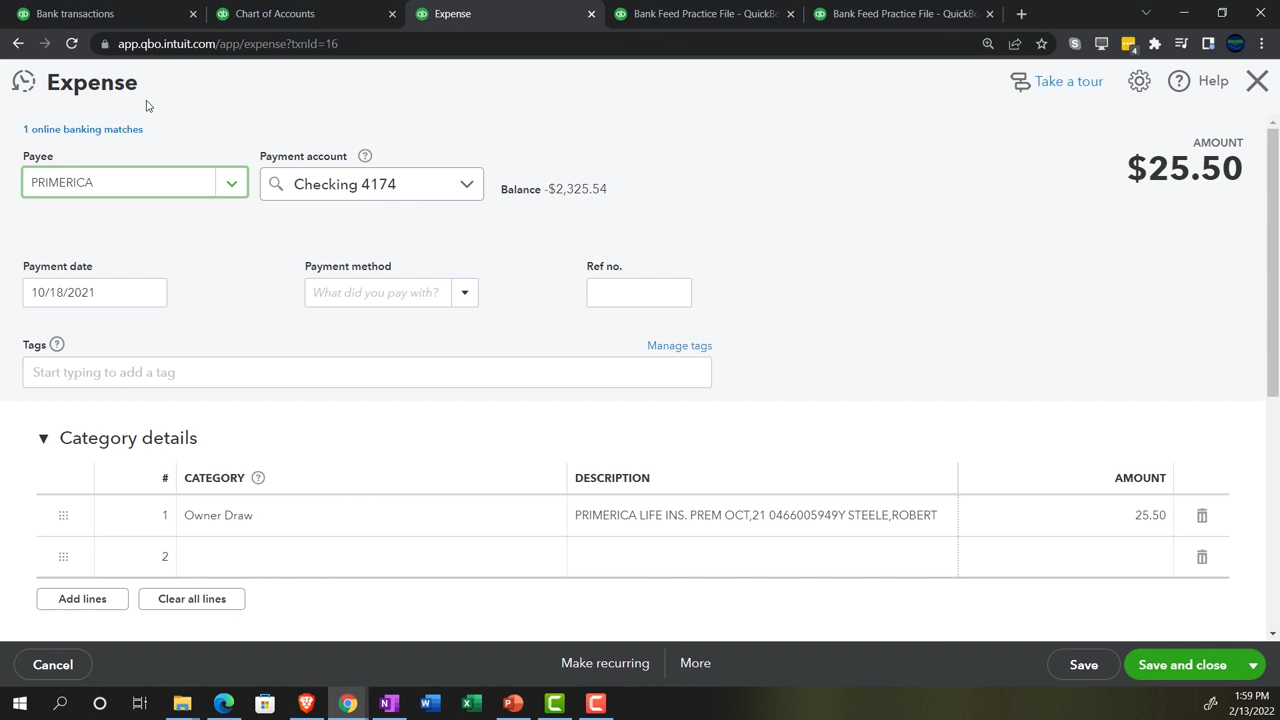 Bank transactions
Chart of Accounts
Expense
Bank Feed Practice File - QuickBo
Bank Feed Practice File - QuickBo
app.qbo.intuit.com/app/expense?txnId=16
4
Expense
Take a tour
Help
1 online banking matches
AMOUNT
$25.50
Payee
Payment account
PRIMERICA
Checking 4174
Balance -$2,325.54
Payment date
Payment method
Ref no.
10/18/2021
What did you pay with?
Tags
Manage tags
Start typing to add a tag
Category details
# CATEGORY DESCRIPTION AMOUNT
1 Owner Draw PRIMERICA LIFE INS. PREM OCT,21 0466005949Y STEELE,ROBERT 25.50
2
Add lines
Clear all lines
Cancel
Make recurring
More
Save
Save and close
1:59 PM
2/13/2022